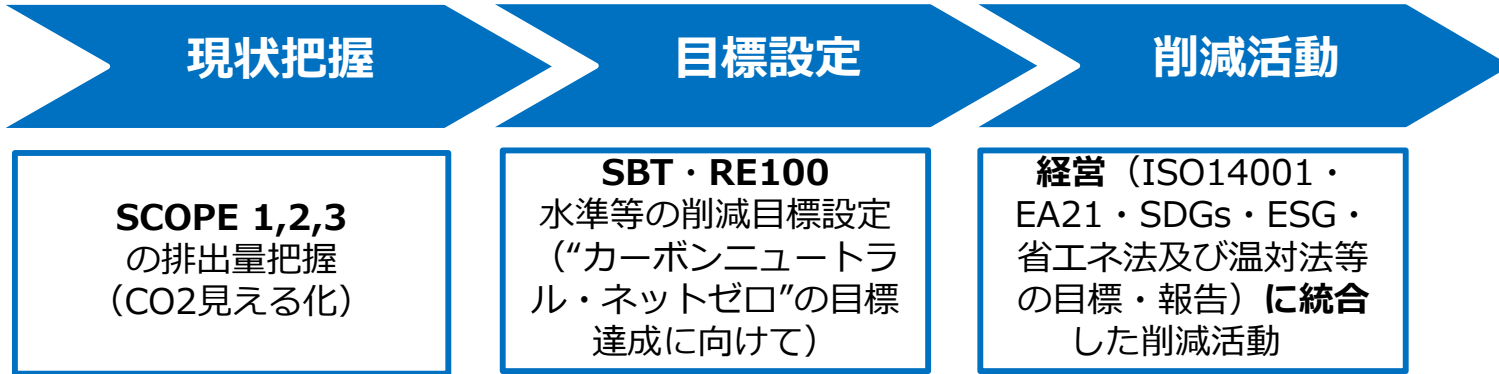 現状把握
目標設定
削減活動
SCOPE 1,2,3
の排出量把握
（CO2見える化）
SBT・RE100
水準等の削減目標設定
（“カーボンニュートラ
ル・ネットゼロ”の目標
達成に向けて）
経営（ISO14001・
EA21・SDGs・ESG・
省エネ法及び温対法等
の目標・報告）に統合
した削減活動